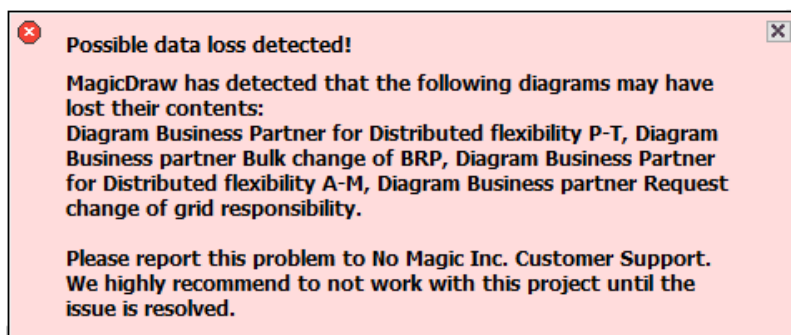 Possible data loss detected!
MagicDraw has detected that the following diagrams may have
lost their contents:
Diagram Business Partner for Distributed flexibility P-T, Diagram
Business partner Bulk change of BRP, Diagram Business Partner
for Distributed flexibility A-M, Diagram Business partner Request
change of grid responsibility.
Please report this problem to No Magic Inc. Customer Support.
We highly recommend to not work with this project until the
issue is resolved.